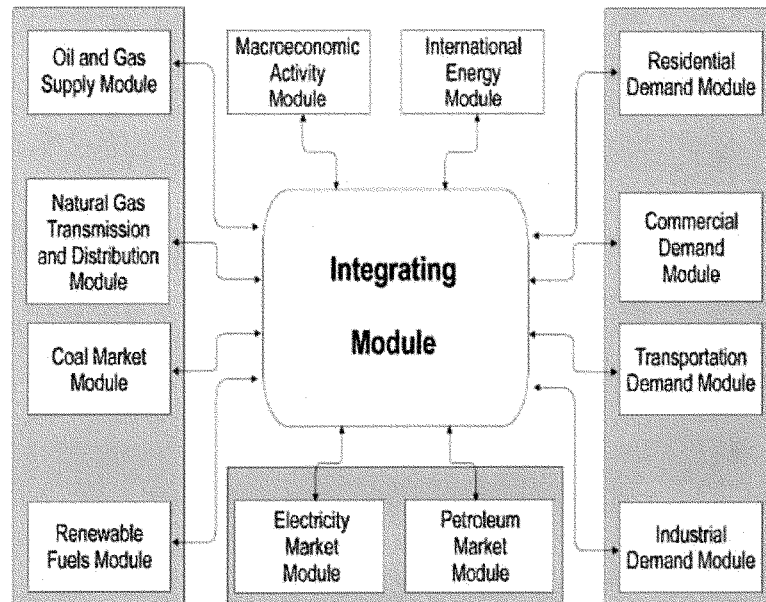 Oil and Gas
Supply Module
Natural Gas
Transmission
and Distribution
Module
Coal Market
Module
Renewable
Fuels Module
Macroeconomic
Activity
Module
International
Energy
Module
Integrating
Module
Electricity
Market
Module
Petroleum
Market
Module
Residential
Demand Module
Commercial
Demand
Module
Transportation
Demand Module
Industrial
Demand Module